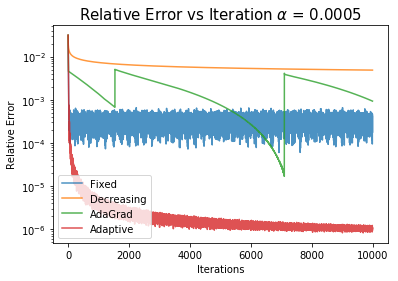 Relative Error vs Iteration α = 0.0005
Relative Error
10⁻²
10⁻³
10⁻⁴
10⁻⁵
10⁻⁶
Fixed
Decreasing
AdaGrad
Adaptive
0 2000 4000 6000 8000 10000
Iterations